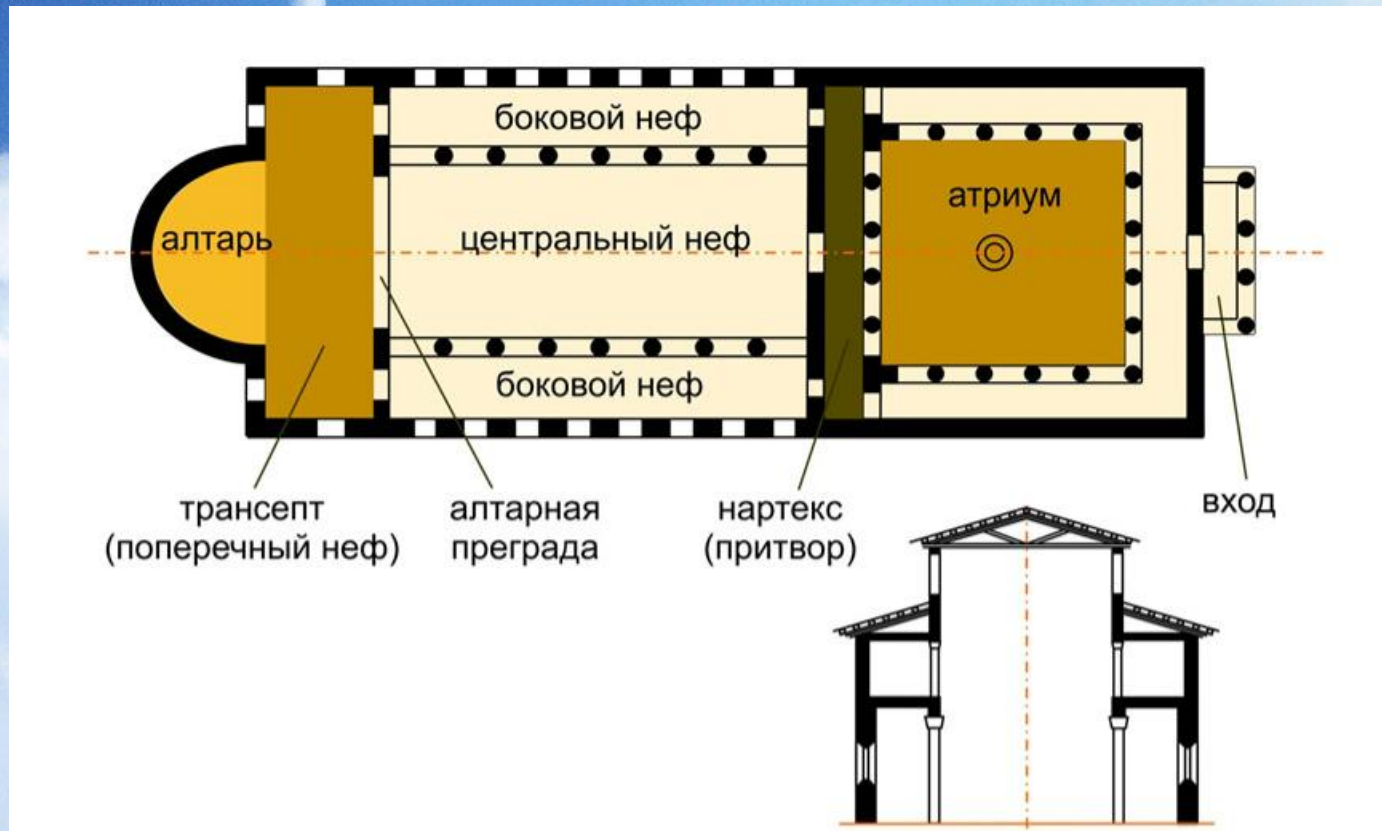 боковой неф
атриум
алтарь
центральный неф
боковой неф
трансепт
(поперечный неф)
алтарная
преграда
нартекс
(притвор)
вход